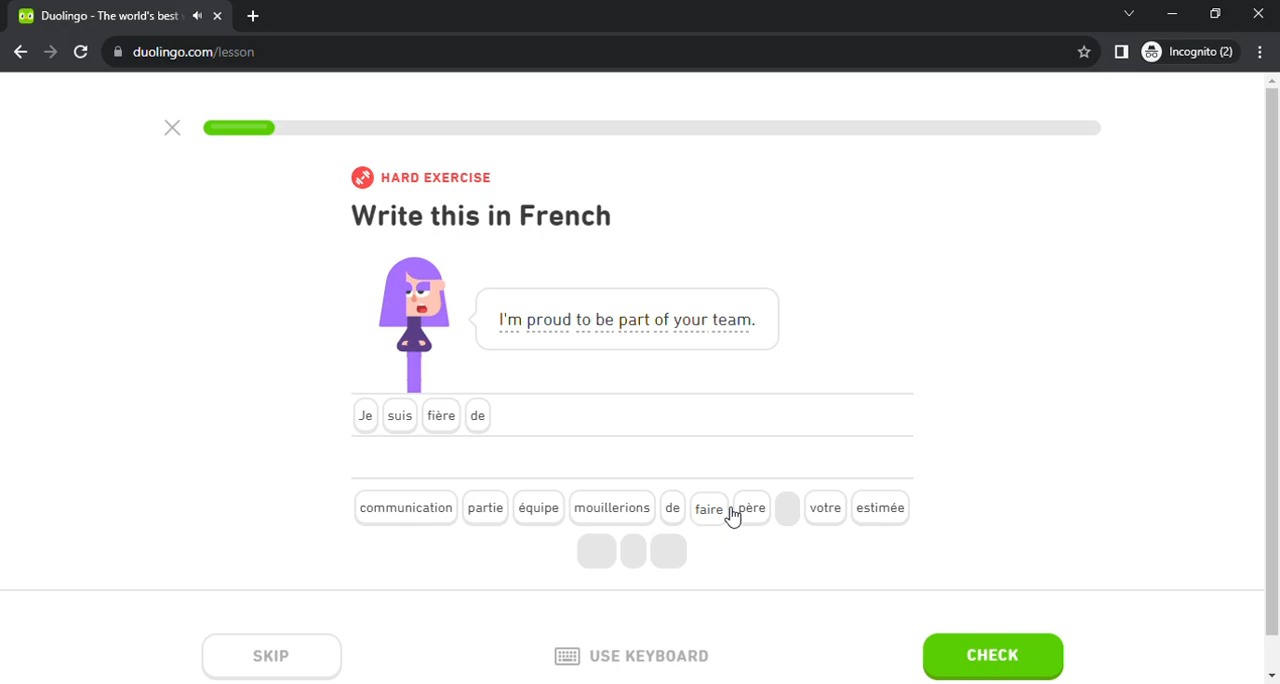 Duolingo - The world's best
duolingo.com/lesson
Incognito (2)
HARD EXERCISE
Write this in French
I'm proud to be part of your team.
Je suis fière de
communication partie équipe mouillerions de faire père votre estimée
SKIP
USE KEYBOARD
CHECK